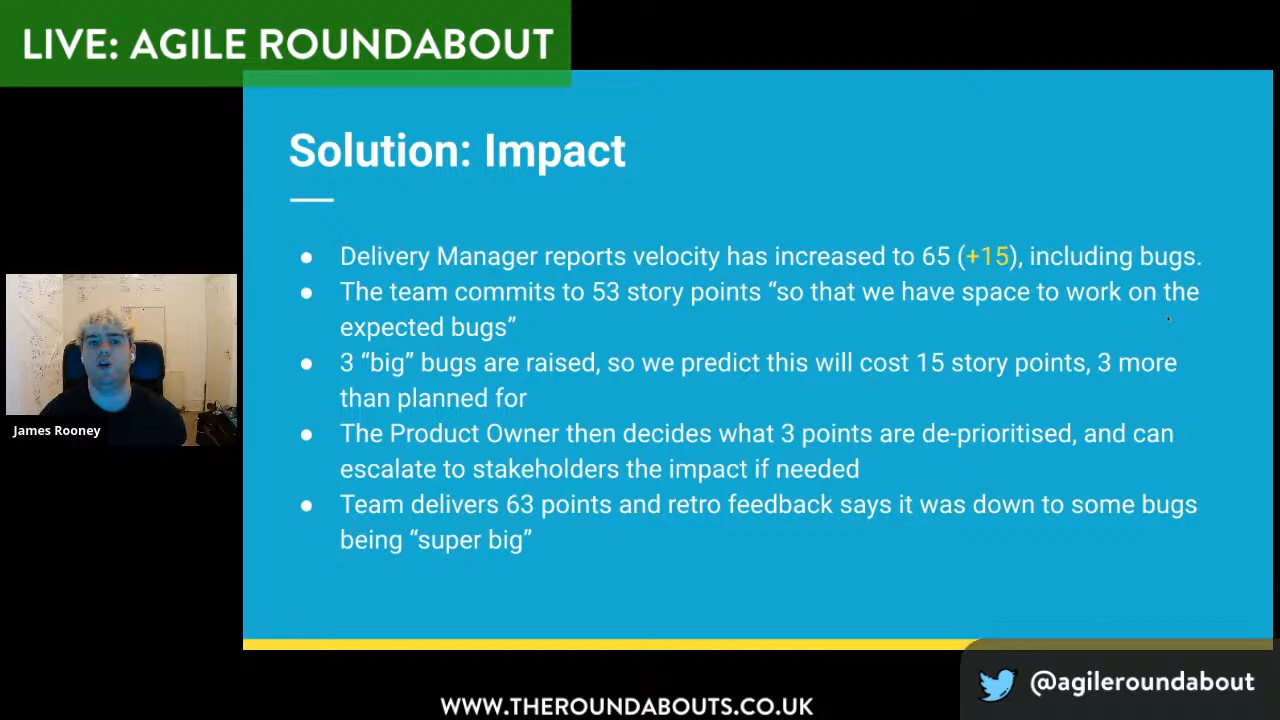 LIVE: AGILE ROUNDABOUT
Solution: Impact
● Delivery Manager reports velocity has increased to 65 (+15), including bugs.
● The team commits to 53 story points “so that we have space to work on the
expected bugs”
● 3 “big” bugs are raised, so we predict this will cost 15 story points, 3 more
than planned for
● The Product Owner then decides what 3 points are de-prioritised, and can
escalate to stakeholders the impact if needed
● Team delivers 63 points and retro feedback says it was down to some bugs
being “super big”
James Rooney
@agileroundabout
WWW.THEROUNDABOUTS.CO.UK